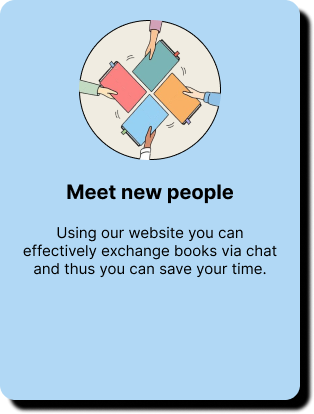 Meet new people
Using our website you can
effectively exchange books via chat
and thus you can save your time.